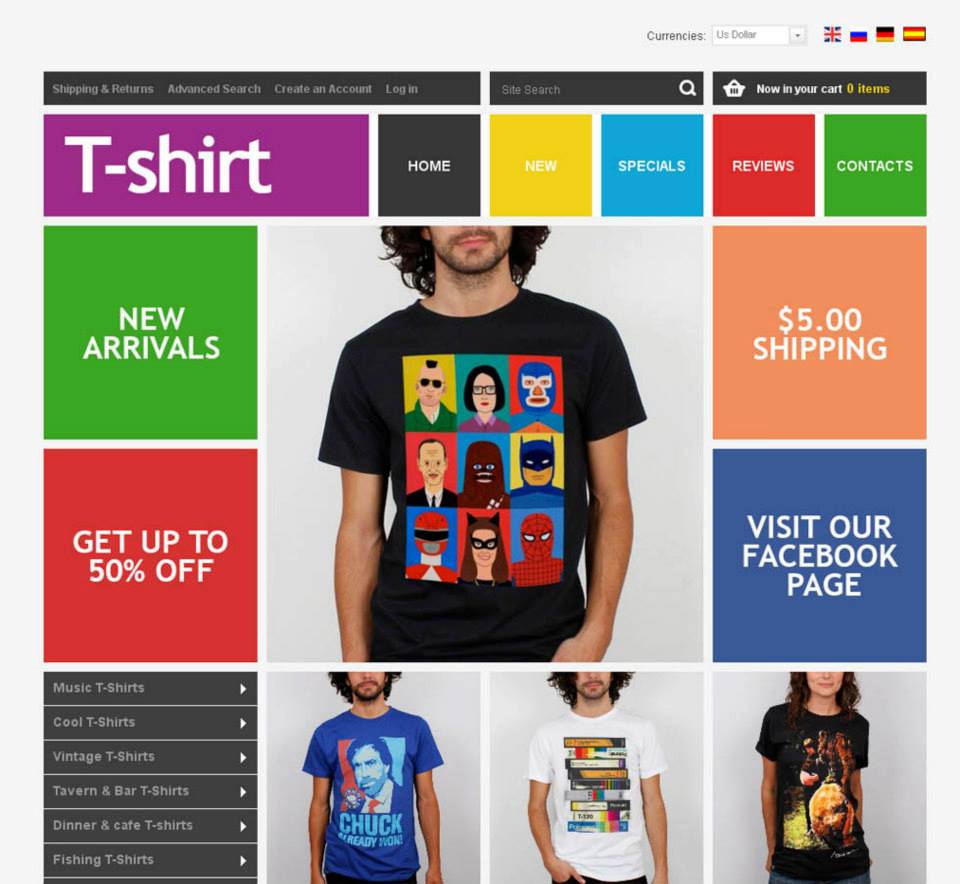 Currencies: Us Dollar
Shipping & Returns Advanced Search Create an Account Log in
Site Search
Now in your cart 0 items
T-shirt
HOME
NEW
SPECIALS
REVIEWS
CONTACTS
NEW
ARRIVALS
$5.00
SHIPPING
GET UP TO
50% OFF
VISIT OUR
FACEBOOK
PAGE
Music T-Shirts
Cool T-Shirts
Vintage T-Shirts
Tavern & Bar T-Shirts
Dinner & cafe T-shirts
Fishing T-Shirts
CHUCK
ALREADY WON!
T-120